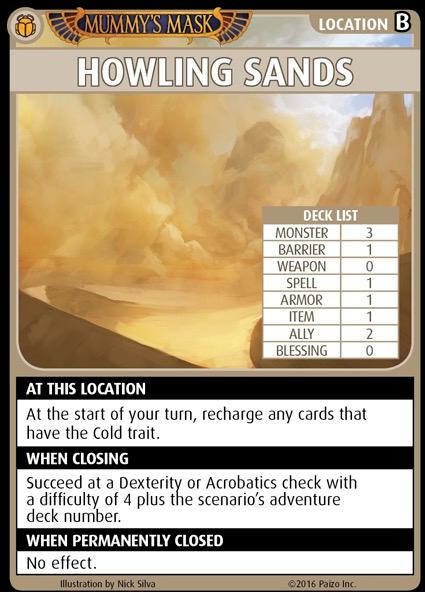 MUMMY'S MASK
LOCATION B
HOWLING SANDS
DECK LIST
MONSTER 3
BARRIER 1
WEAPON 0
SPELL 1
ARMOR 1
ITEM 1
ALLY 2
BLESSING 0
AT THIS LOCATION
At the start of your turn, recharge any cards that
have the Cold trait.
WHEN CLOSING
Succeed at a Dexterity or Acrobatics check with
a difficulty of 4 plus the scenario's adventure
deck number.
WHEN PERMANENTLY CLOSED
No effect.
Illustration by Nick Silva ©2016 Paizo Inc.